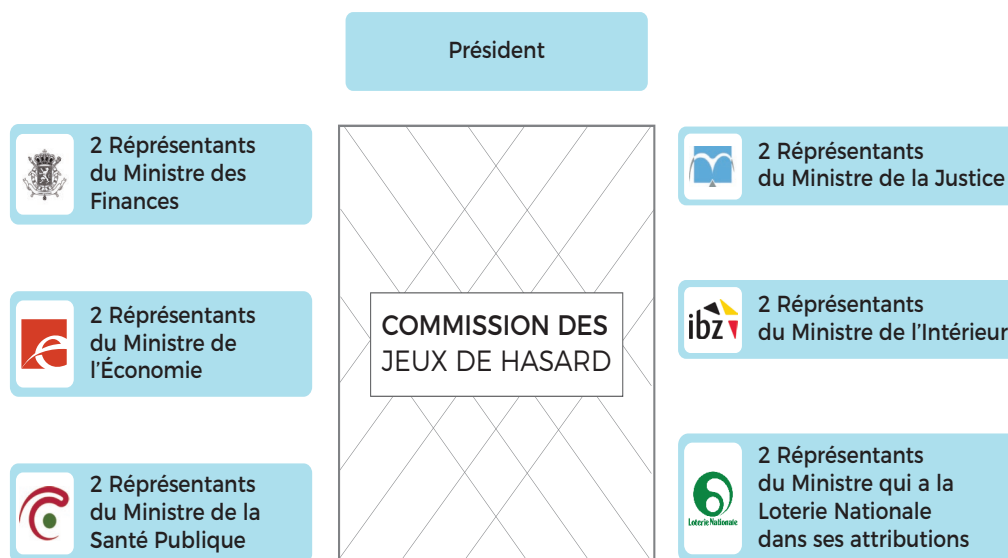 Président
2 Réprésentants
du Ministre des
Finances
2 Réprésentants
du Ministre de la Justice
2 Réprésentants
du Ministre de
l'Économie
COMMISSION DES
JEUX DE HASARD
ibz
2 Réprésentants
du Ministre de l'Intérieur
2 Réprésentants
du Ministre de la
Santé Publique
Loterie Nationale
2 Réprésentants
du Ministre qui a la
Loterie Nationale
dans ses attributions